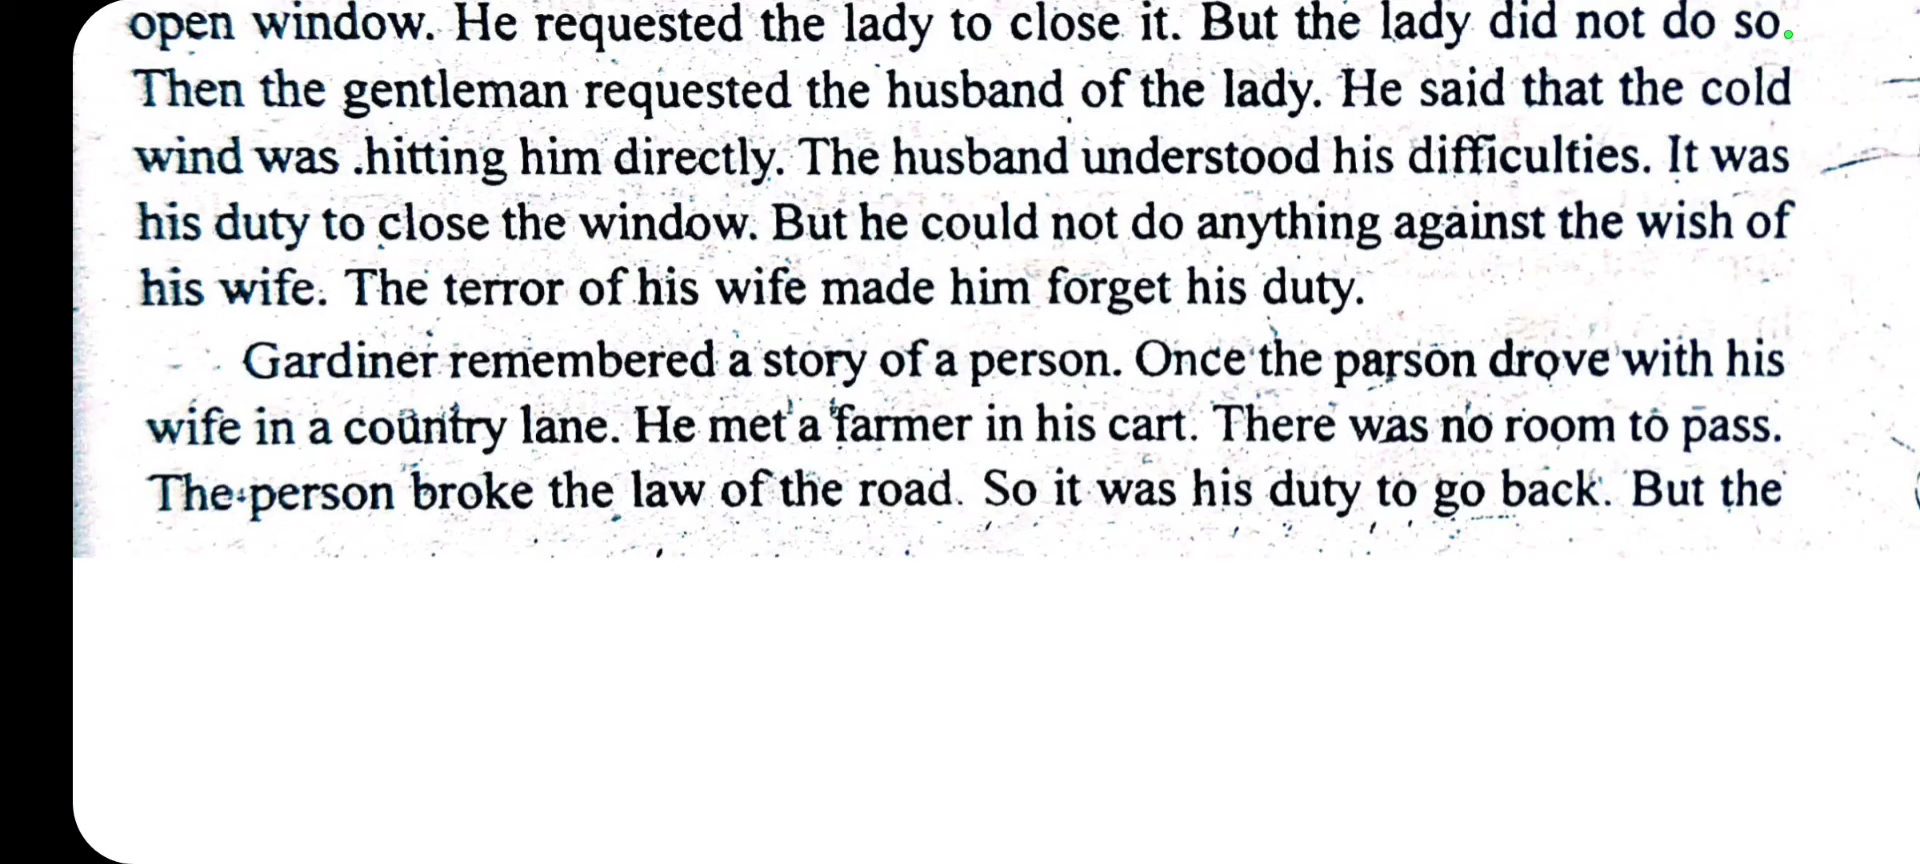 open window. He requested the lady to close it. But the lady did not do so.
Then the gentleman requested the husband of the lady. He said that the cold
wind was .hitting him directly. The husband understood his difficulties. It was
his duty to close the window. But he could not do anything against the wish of
his wife. The terror of his wife made him forget his duty.
Gardiner remembered a story of a person. Once the parson drove with his
wife in a country lane. He met a farmer in his cart. There was no room to pass.
The person broke the law of the road. So it was his duty to go back. But the